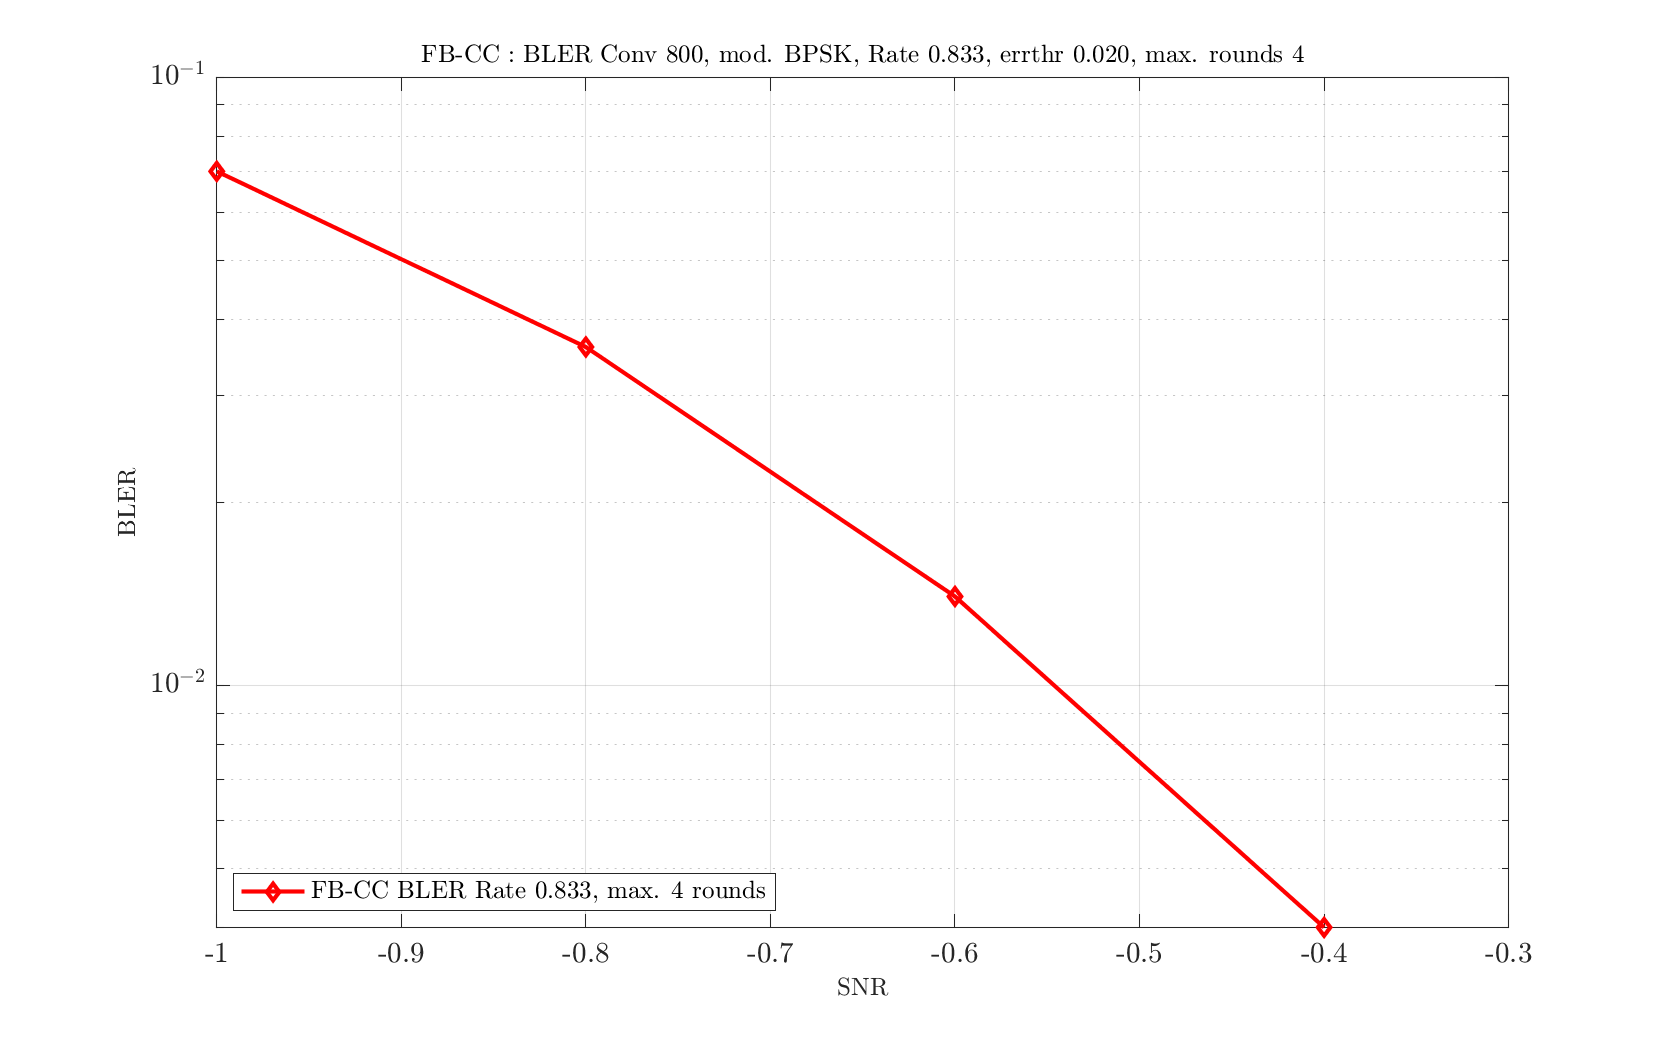 FB-CC : BLER Conv 800, mod. BPSK, Rate 0.833, errthr 0.020, max. rounds 4
10⁻¹
BLER
10⁻²
FB-CC BLER Rate 0.833, max. 4 rounds
-1 -0.9 -0.8 -0.7 -0.6 -0.5 -0.4 -0.3
SNR